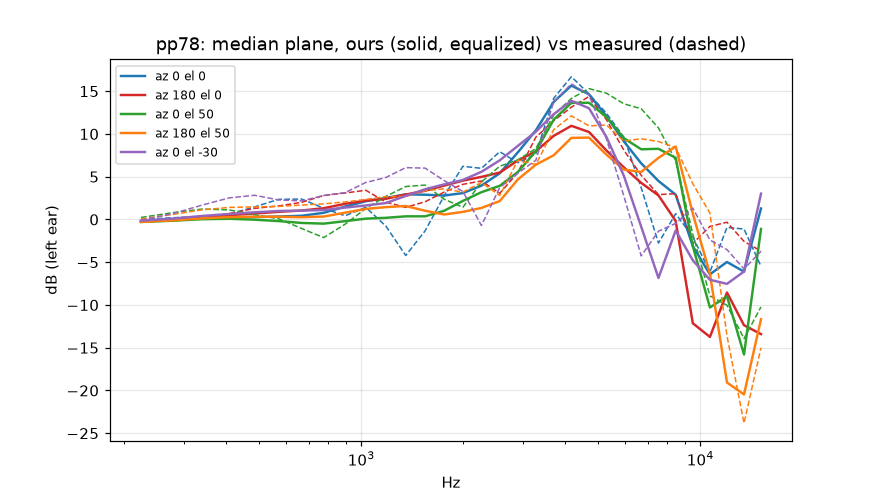 pp78: median plane, ours (solid, equalized) vs measured (dashed)
az 0 el 0
az 180 el 0
az 0 el 50
az 180 el 50
az 0 el -30
dB (left ear)
15
10
5
0
−5
−10
−15
−20
−25
10³
10⁴
Hz